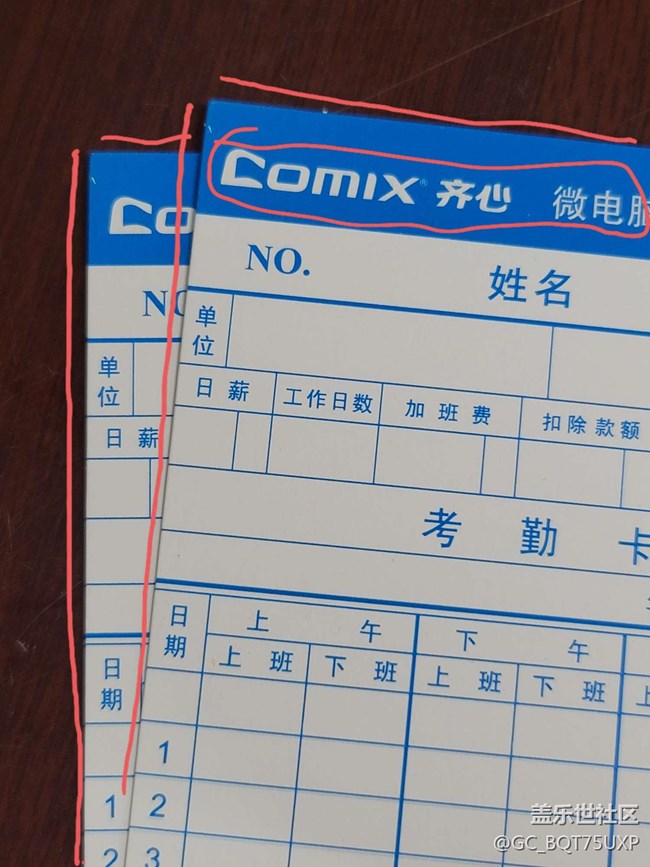 Comix® 齐心 微电脑
NO. 姓名
单位
日薪 工作日数 加班费 扣除款额
考勤卡
日期 上午 下午
上班 下班 上班 下班 上
1
2
3
Co
NO
单位
日薪
日期
1
2
盖乐世社区
@GC_BQT75UXP